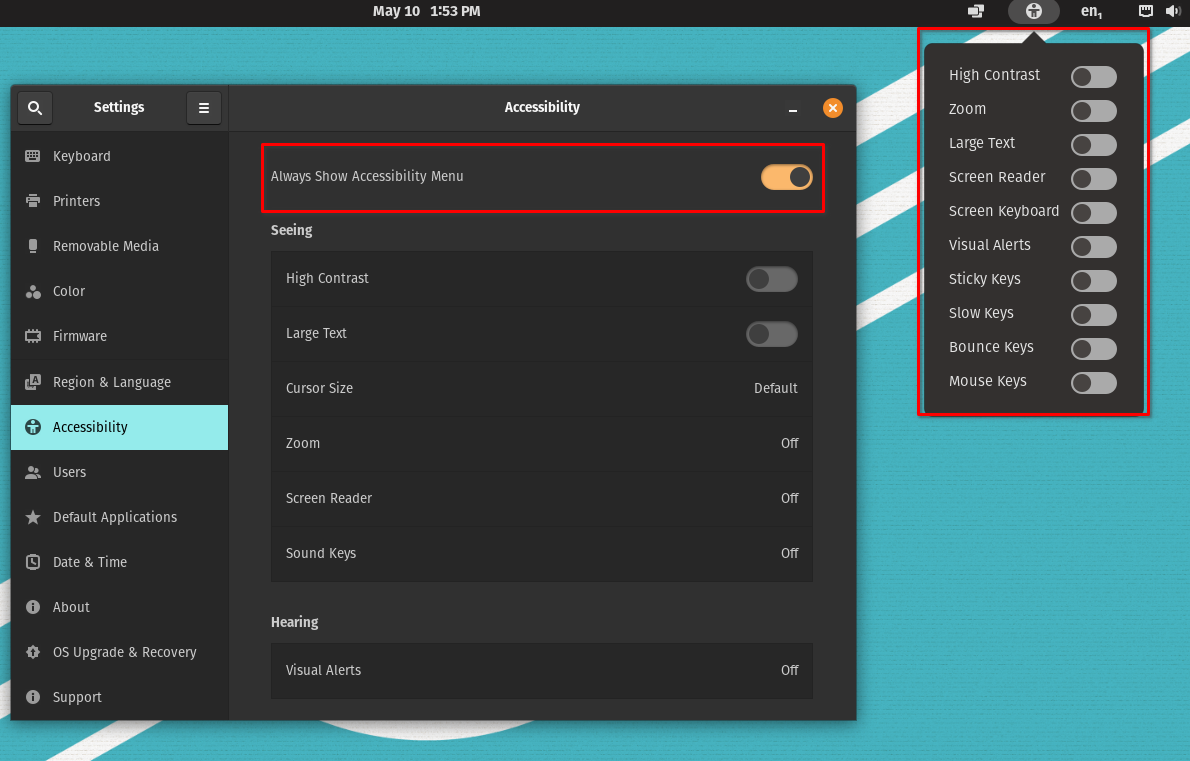 May 10 1:53 PM
en1
Settings
Accessibility
Keyboard
Printers
Removable Media
Color
Firmware
Region & Language
Accessibility
Users
Default Applications
Date & Time
About
OS Upgrade & Recovery
Support
Always Show Accessibility Menu
Seeing
High Contrast
Large Text
Cursor Size Default
Zoom Off
Screen Reader Off
Sound Keys Off
Hearing
Visual Alerts Off
High Contrast
Zoom
Large Text
Screen Reader
Screen Keyboard
Visual Alerts
Sticky Keys
Slow Keys
Bounce Keys
Mouse Keys